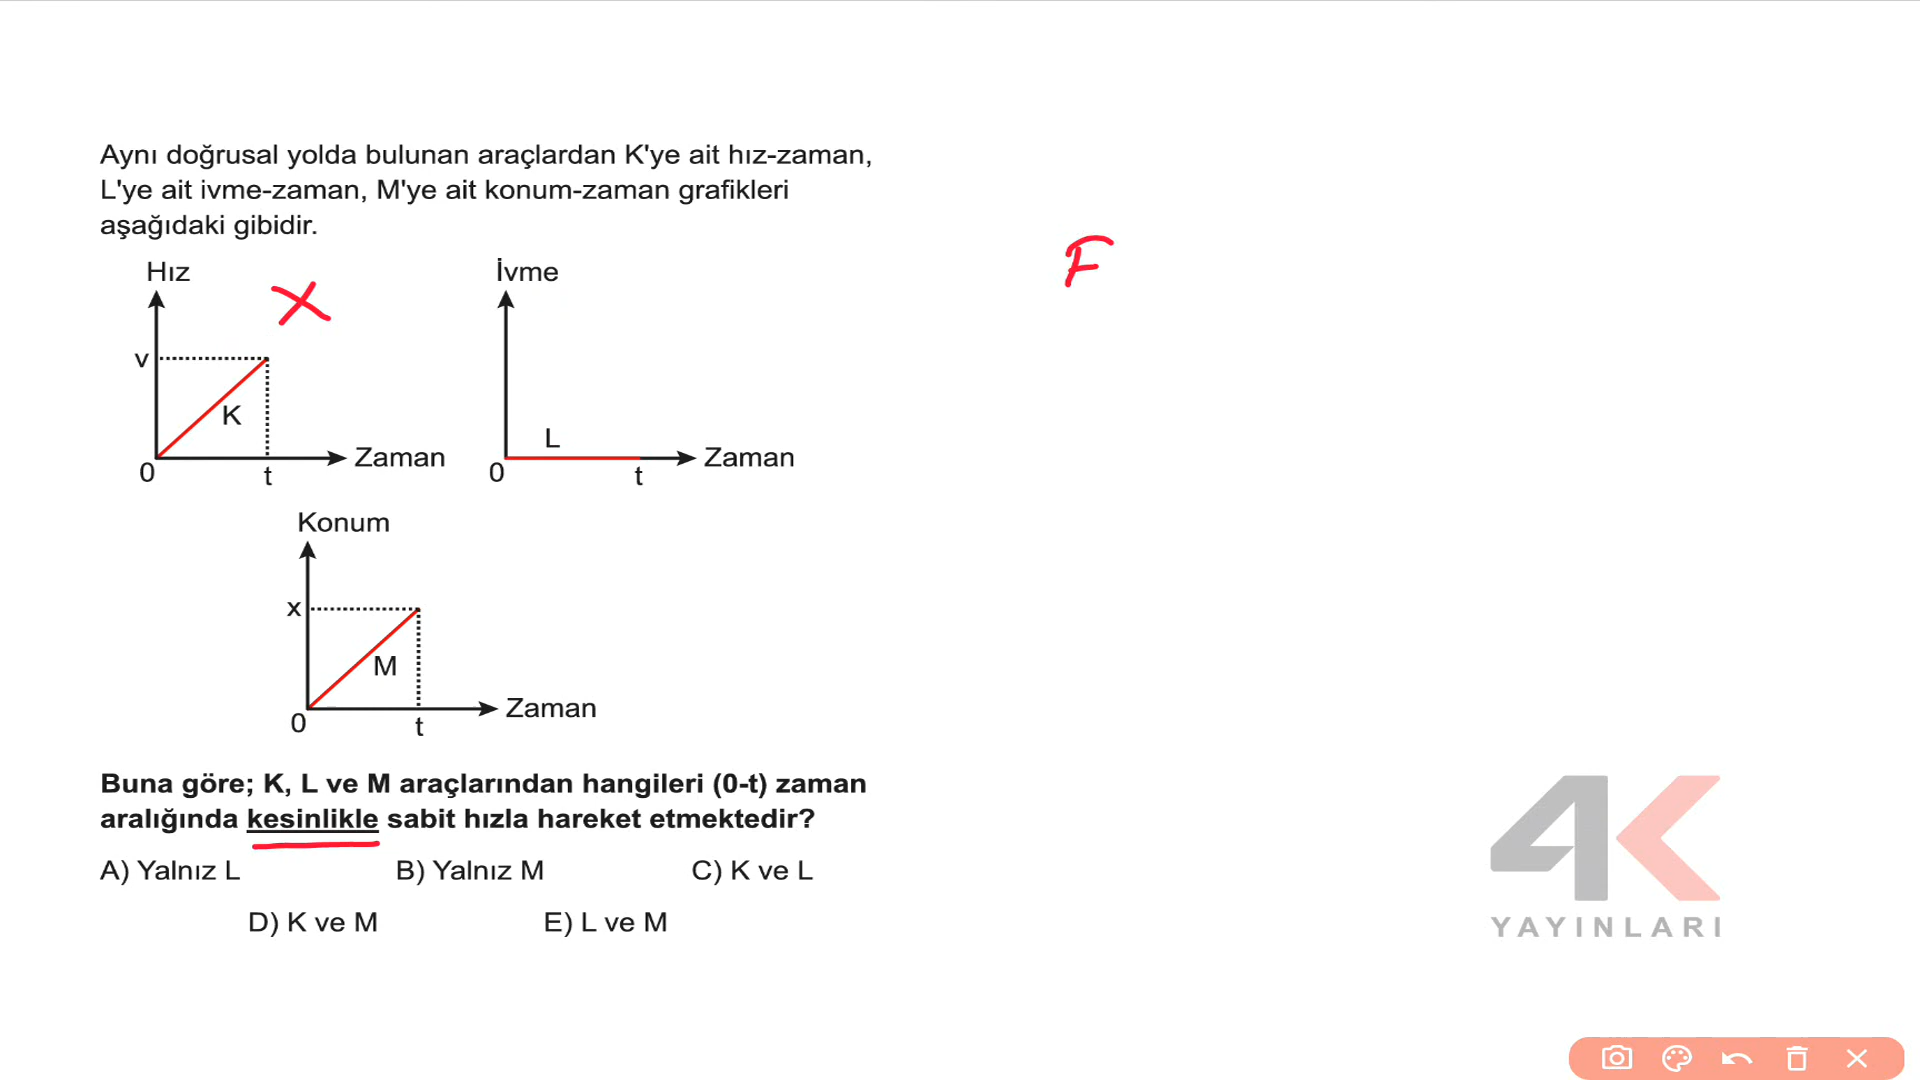 Aynı doğrusal yolda bulunan araçlardan K'ye ait hız-zaman,
L'ye ait ivme-zaman, M'ye ait konum-zaman grafikleri
aşağıdaki gibidir.
F
Hız
v
K
0
t
Zaman
İvme
L
0
t
Zaman
Konum
x
M
0
t
Zaman
Buna göre; K, L ve M araçlarından hangileri (0-t) zaman
aralığında kesinlikle sabit hızla hareket etmektedir?
A) Yalnız L B) Yalnız M C) K ve L
D) K ve M E) L ve M
4K
YAYINLARI